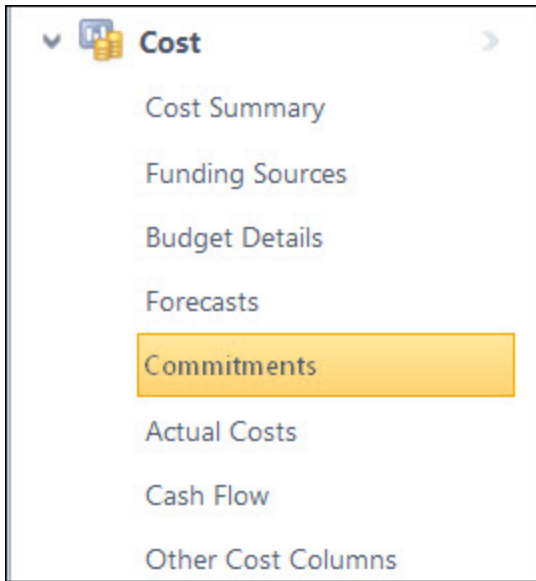 Cost
Cost Summary
Funding Sources
Budget Details
Forecasts
Commitments
Actual Costs
Cash Flow
Other Cost Columns